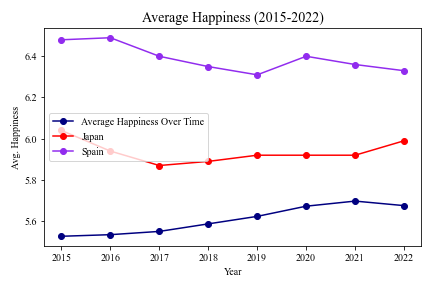 Average Happiness (2015-2022)
6.4
6.2
6.0
5.8
5.6
Avg. Happiness
Average Happiness Over Time
Japan
Spain
2015 2016 2017 2018 2019 2020 2021 2022
Year